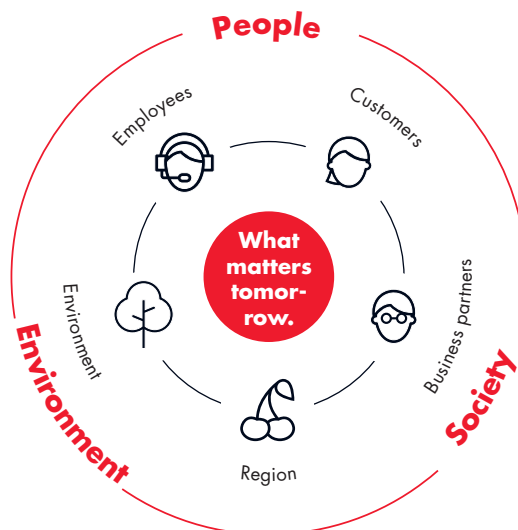 People
Employees
Customers
What
matters
tomor-
row.
Environment
Business partners
Environment
Society
Region